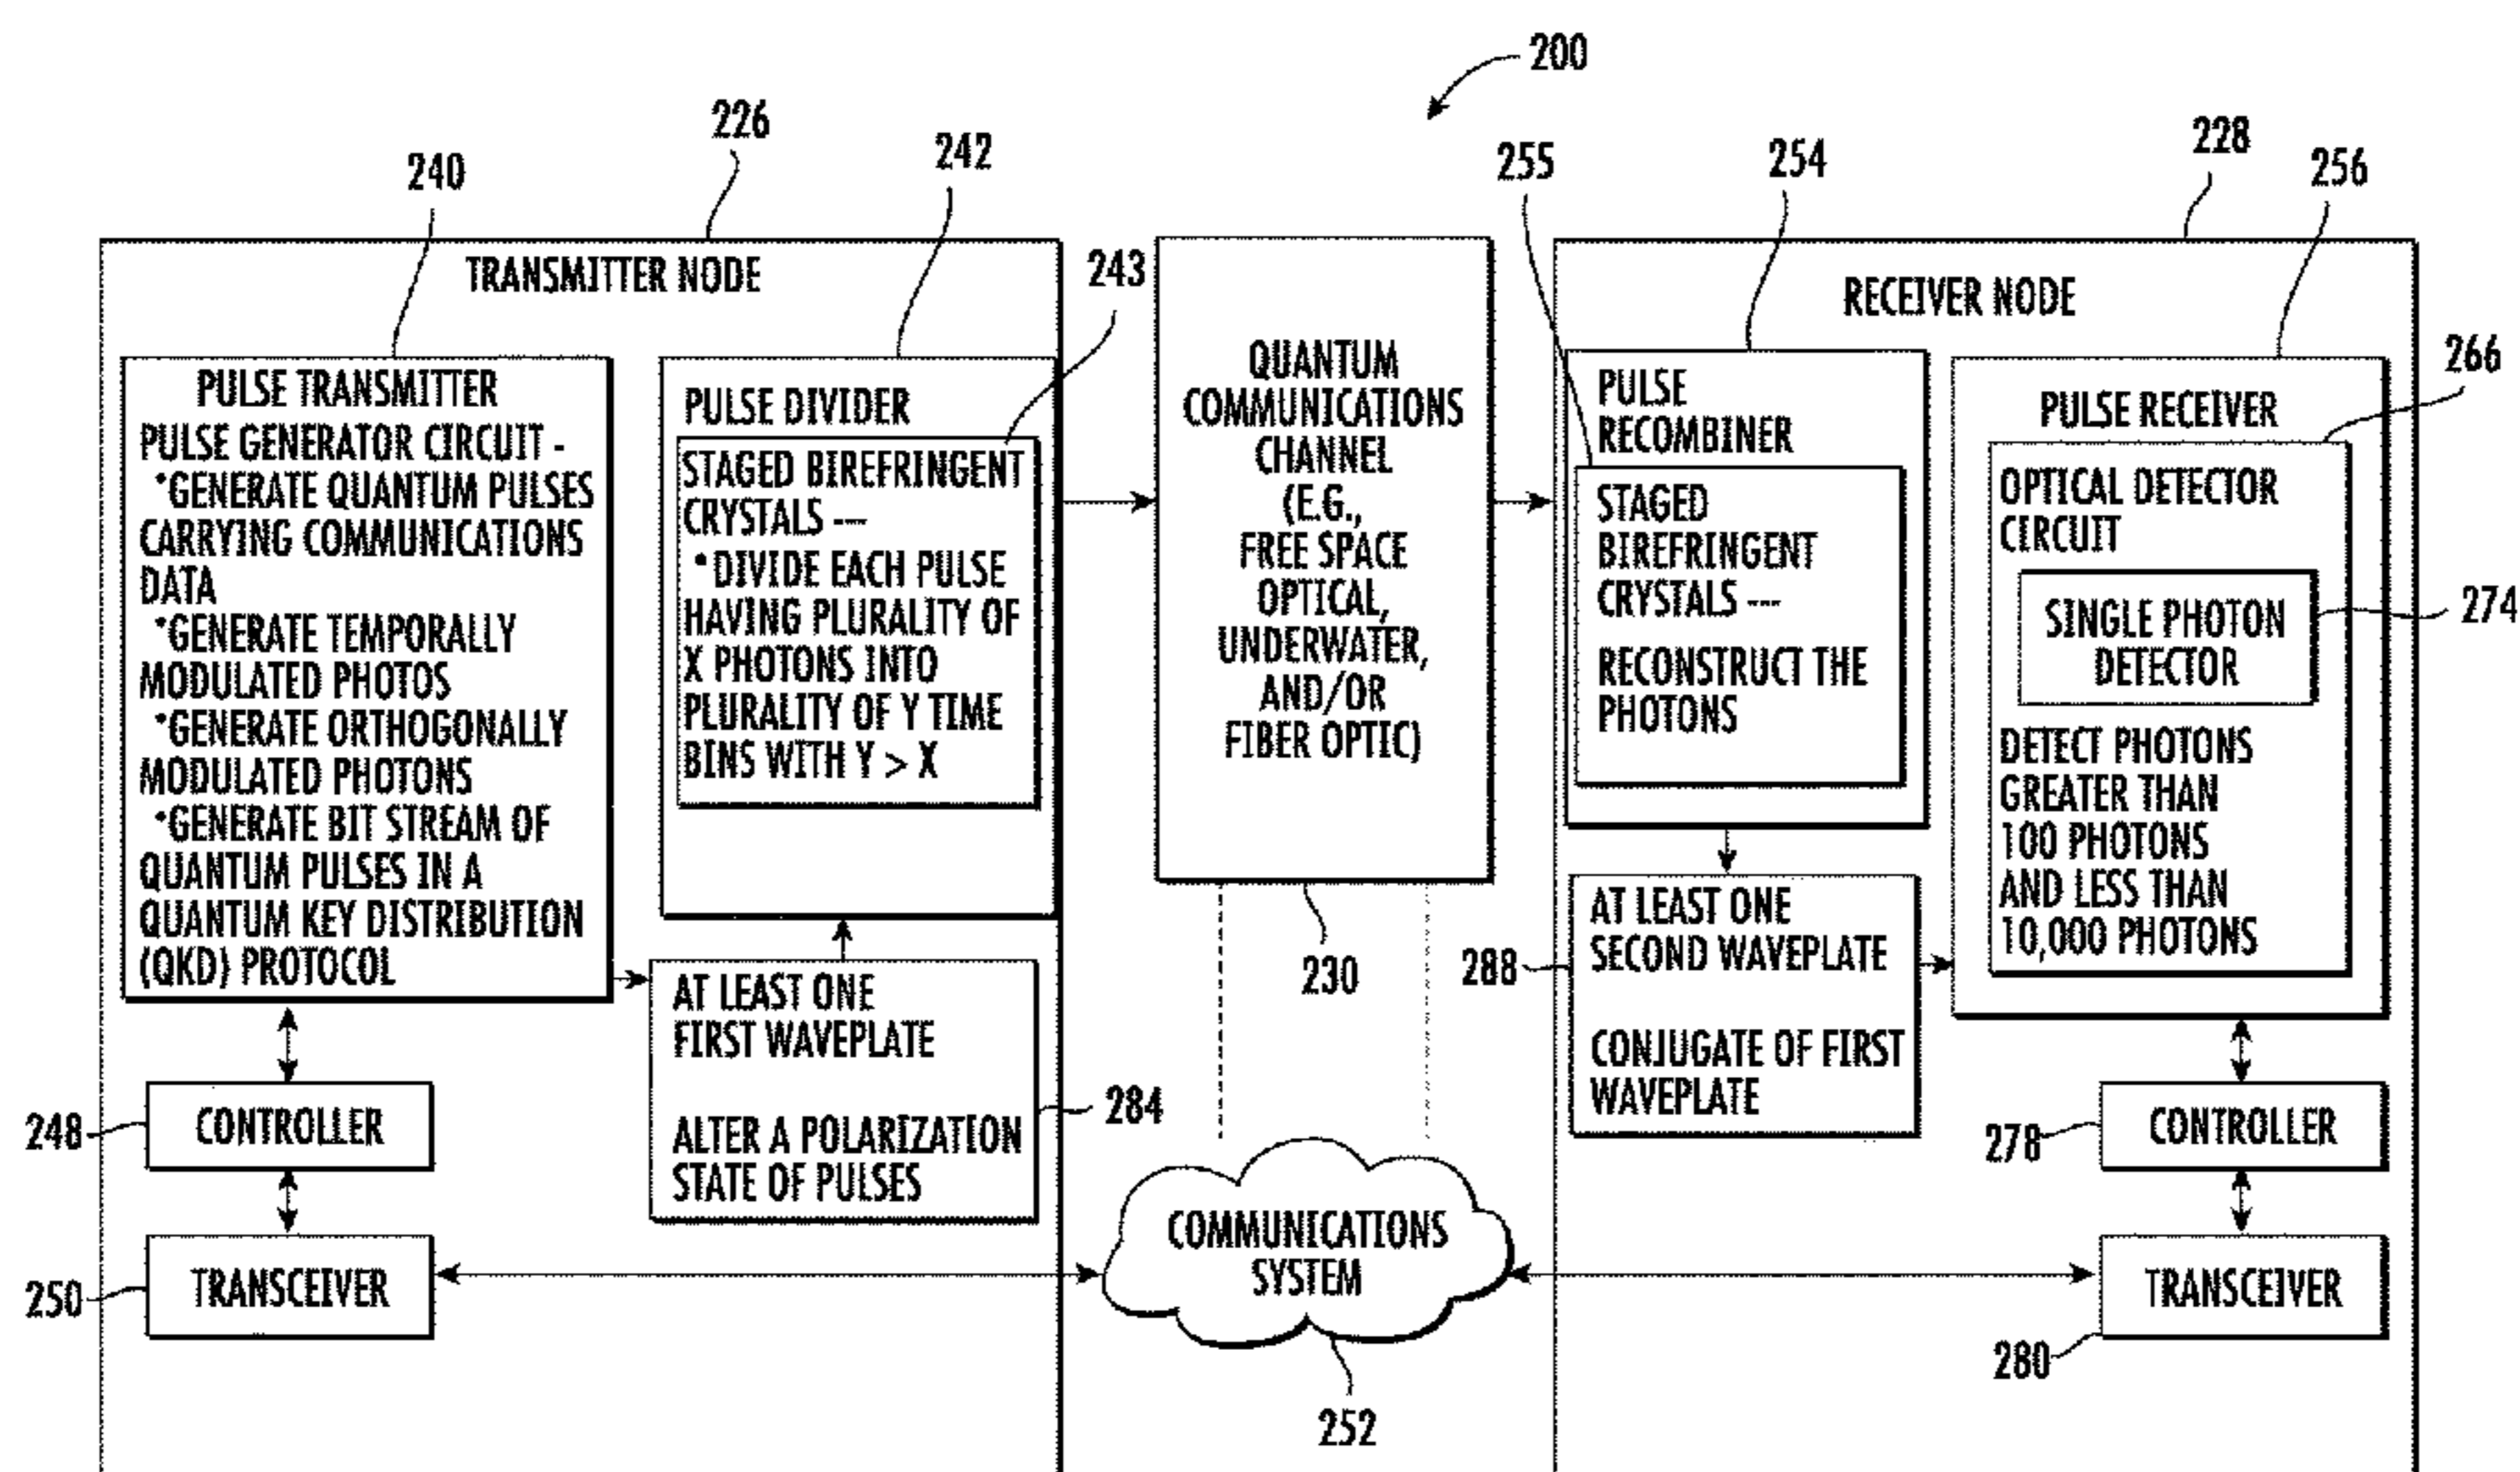 200
226
240
242
243
255
254
228
256
266
274
TRANSMITTER NODE
PULSE TRANSMITTER
PULSE GENERATOR CIRCUIT -
•GENERATE QUANTUM PULSES
CARRYING COMMUNICATIONS
DATA
•GENERATE TEMPORALLY
MODULATED PHOTOS
•GENERATE ORTHOGONALLY
MODULATED PHOTONS
•GENERATE BIT STREAM OF
QUANTUM PULSES IN A
QUANTUM KEY DISTRIBUTION
(QKD) PROTOCOL
PULSE DIVIDER
STAGED BIREFRINGENT
CRYSTALS ---
•DIVIDE EACH PULSE
HAVING PLURALITY OF
X PHOTONS INTO
PLURALITY OF Y TIME
BINS WITH Y > X
AT LEAST ONE
FIRST WAVEPLATE
ALTER A POLARIZATION
STATE OF PULSES
284
248
CONTROLLER
250
TRANSCEIVER
QUANTUM
COMMUNICATIONS
CHANNEL
(E.G.,
FREE SPACE
OPTICAL,
UNDERWATER,
AND/OR
FIBER OPTIC)
230
COMMUNICATIONS
SYSTEM
252
RECEIVER NODE
PULSE
RECOMBINER
STAGED
BIREFRINGENT
CRYSTALS ---
RECONSTRUCT THE
PHOTONS
288
AT LEAST ONE
SECOND WAVEPLATE
CONJUGATE OF FIRST
WAVEPLATE
PULSE RECEIVER
OPTICAL DETECTOR
CIRCUIT
SINGLE PHOTON
DETECTOR
DETECT PHOTONS
GREATER THAN
100 PHOTONS
AND LESS THAN
10,000 PHOTONS
278
CONTROLLER
TRANSCEIVER
280